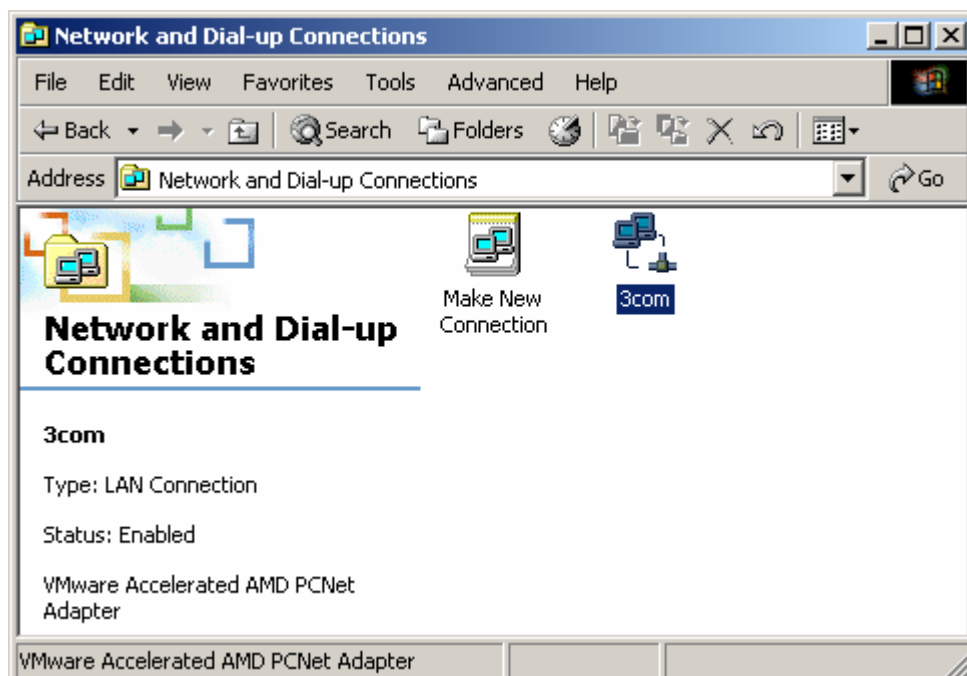 Network and Dial-up Connections
File Edit View Favorites Tools Advanced Help
Back Search Folders
Address Network and Dial-up Connections Go
Make New
Connection
3com
Network and Dial-up
Connections
3com
Type: LAN Connection
Status: Enabled
VMware Accelerated AMD PCNet
Adapter
VMware Accelerated AMD PCNet Adapter